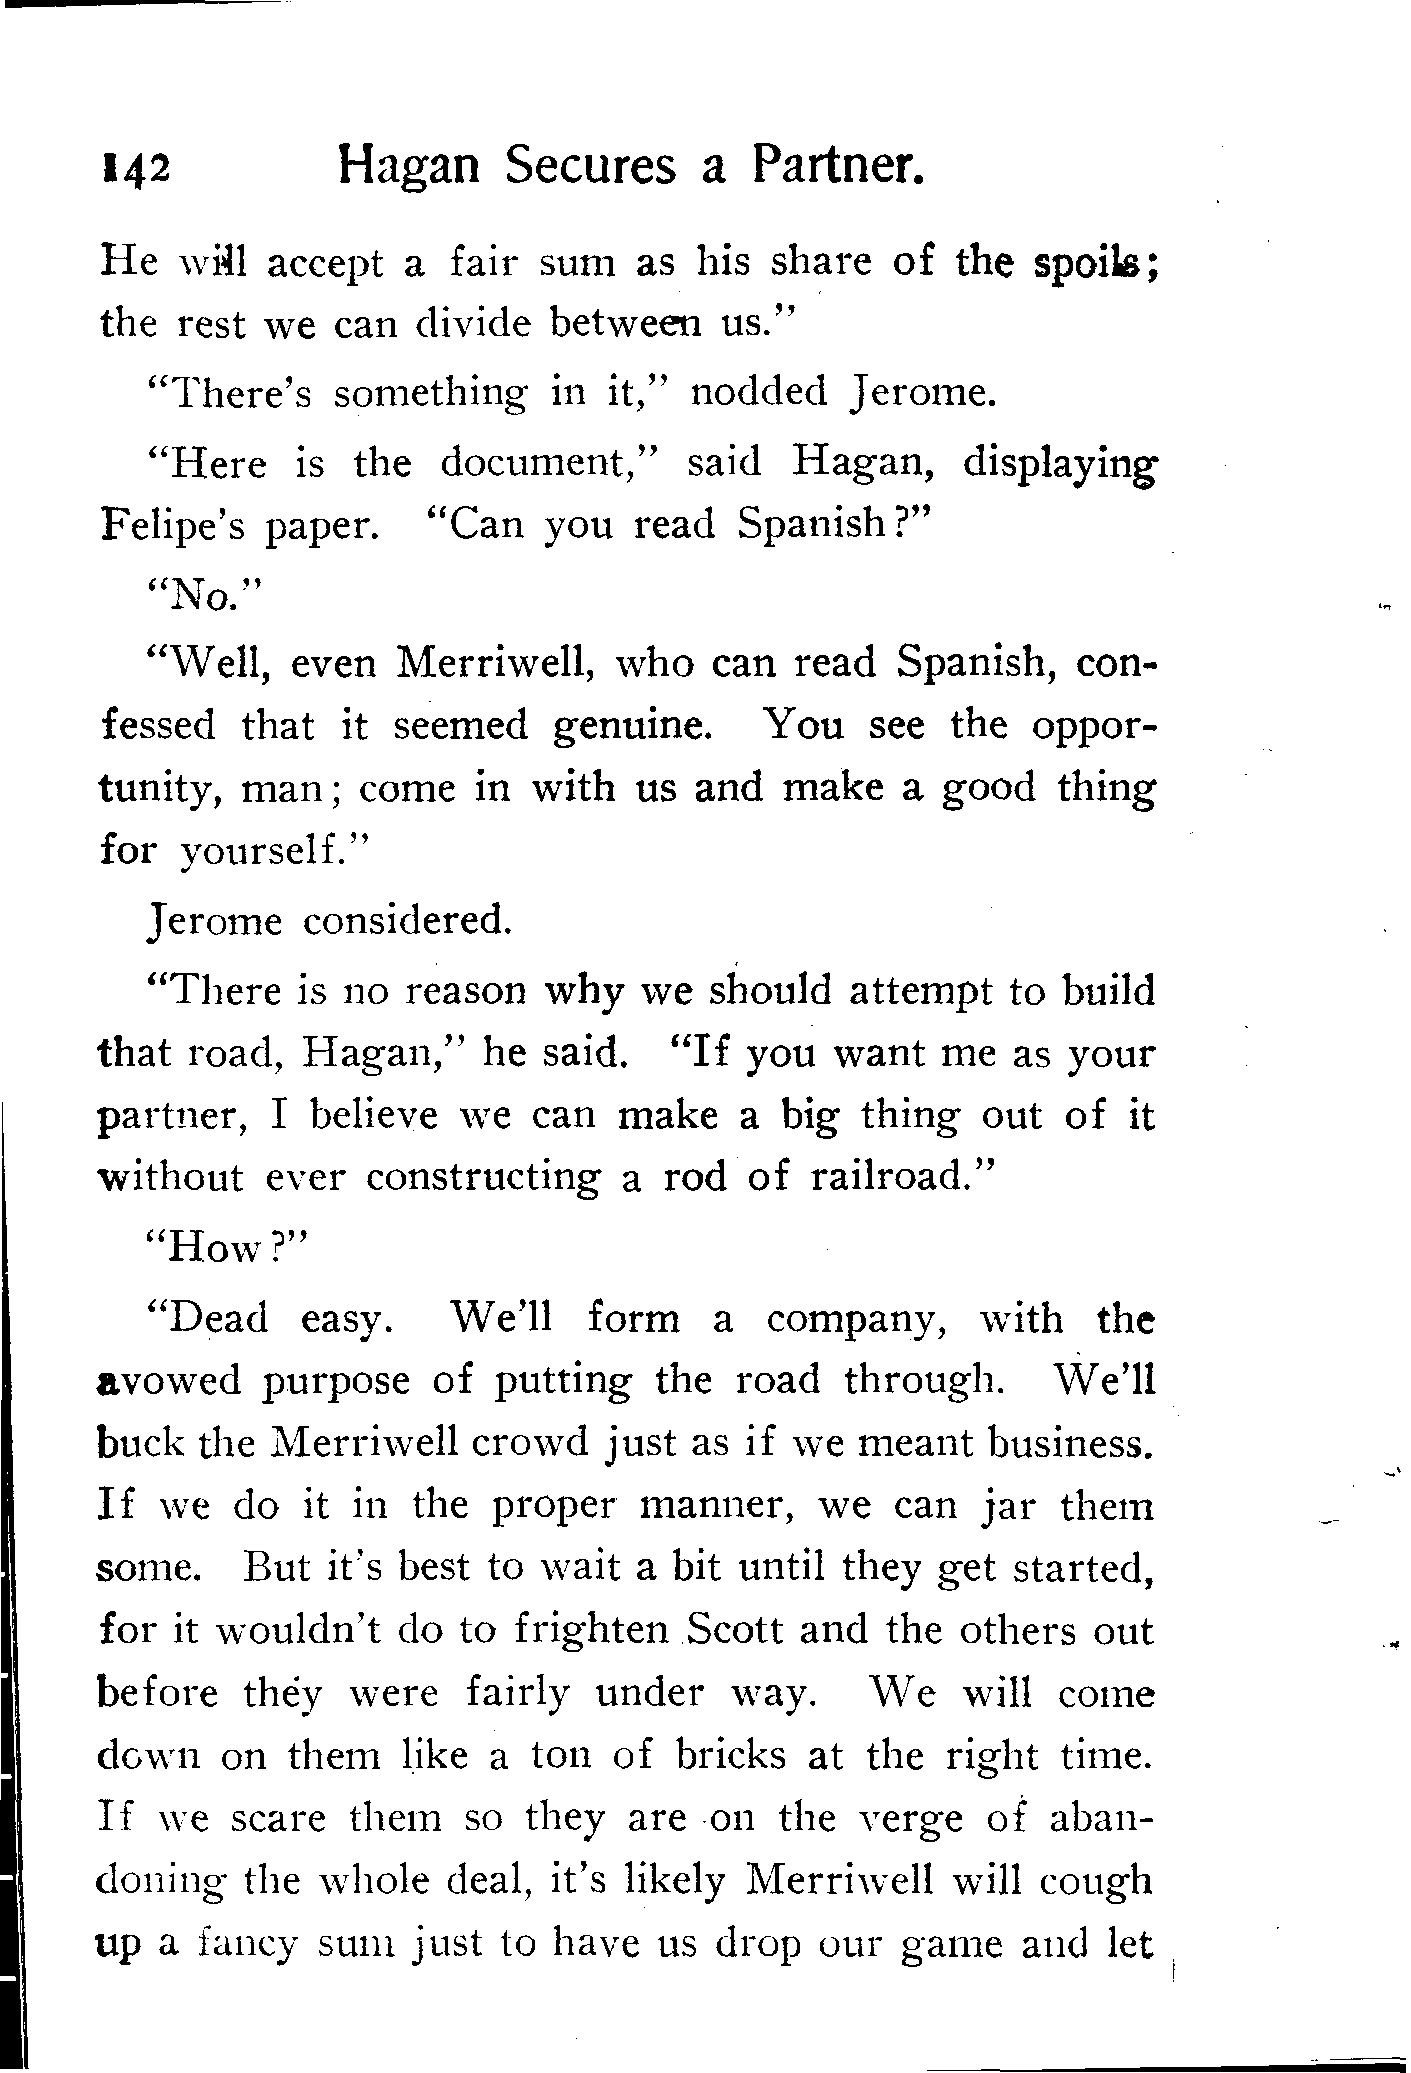 142 Hagan Secures a Partner.
He will accept a fair sum as his share of the spoils;
the rest we can divide between us."
"There's something in it," nodded Jerome.
"Here is the document," said Hagan, displaying
Felipe's paper. "Can you read Spanish?"
"No."
"Well, even Merriwell, who can read Spanish, con-
fessed that it seemed genuine. You see the oppor-
tunity, man; come in with us and make a good thing
for yourself."
Jerome considered.
"There is no reason why we should attempt to build
that road, Hagan," he said. "If you want me as your
partner, I believe we can make a big thing out of it
without ever constructing a rod of railroad."
"How?"
"Dead easy. We'll form a company, with the
avowed purpose of putting the road through. We'll
buck the Merriwell crowd just as if we meant business.
If we do it in the proper manner, we can jar them
some. But it's best to wait a bit until they get started,
for it wouldn't do to frighten Scott and the others out
before they were fairly under way. We will come
down on them like a ton of bricks at the right time.
If we scare them so they are on the verge of aban-
doning the whole deal, it's likely Merriwell will cough
up a fancy sum just to have us drop our game and let